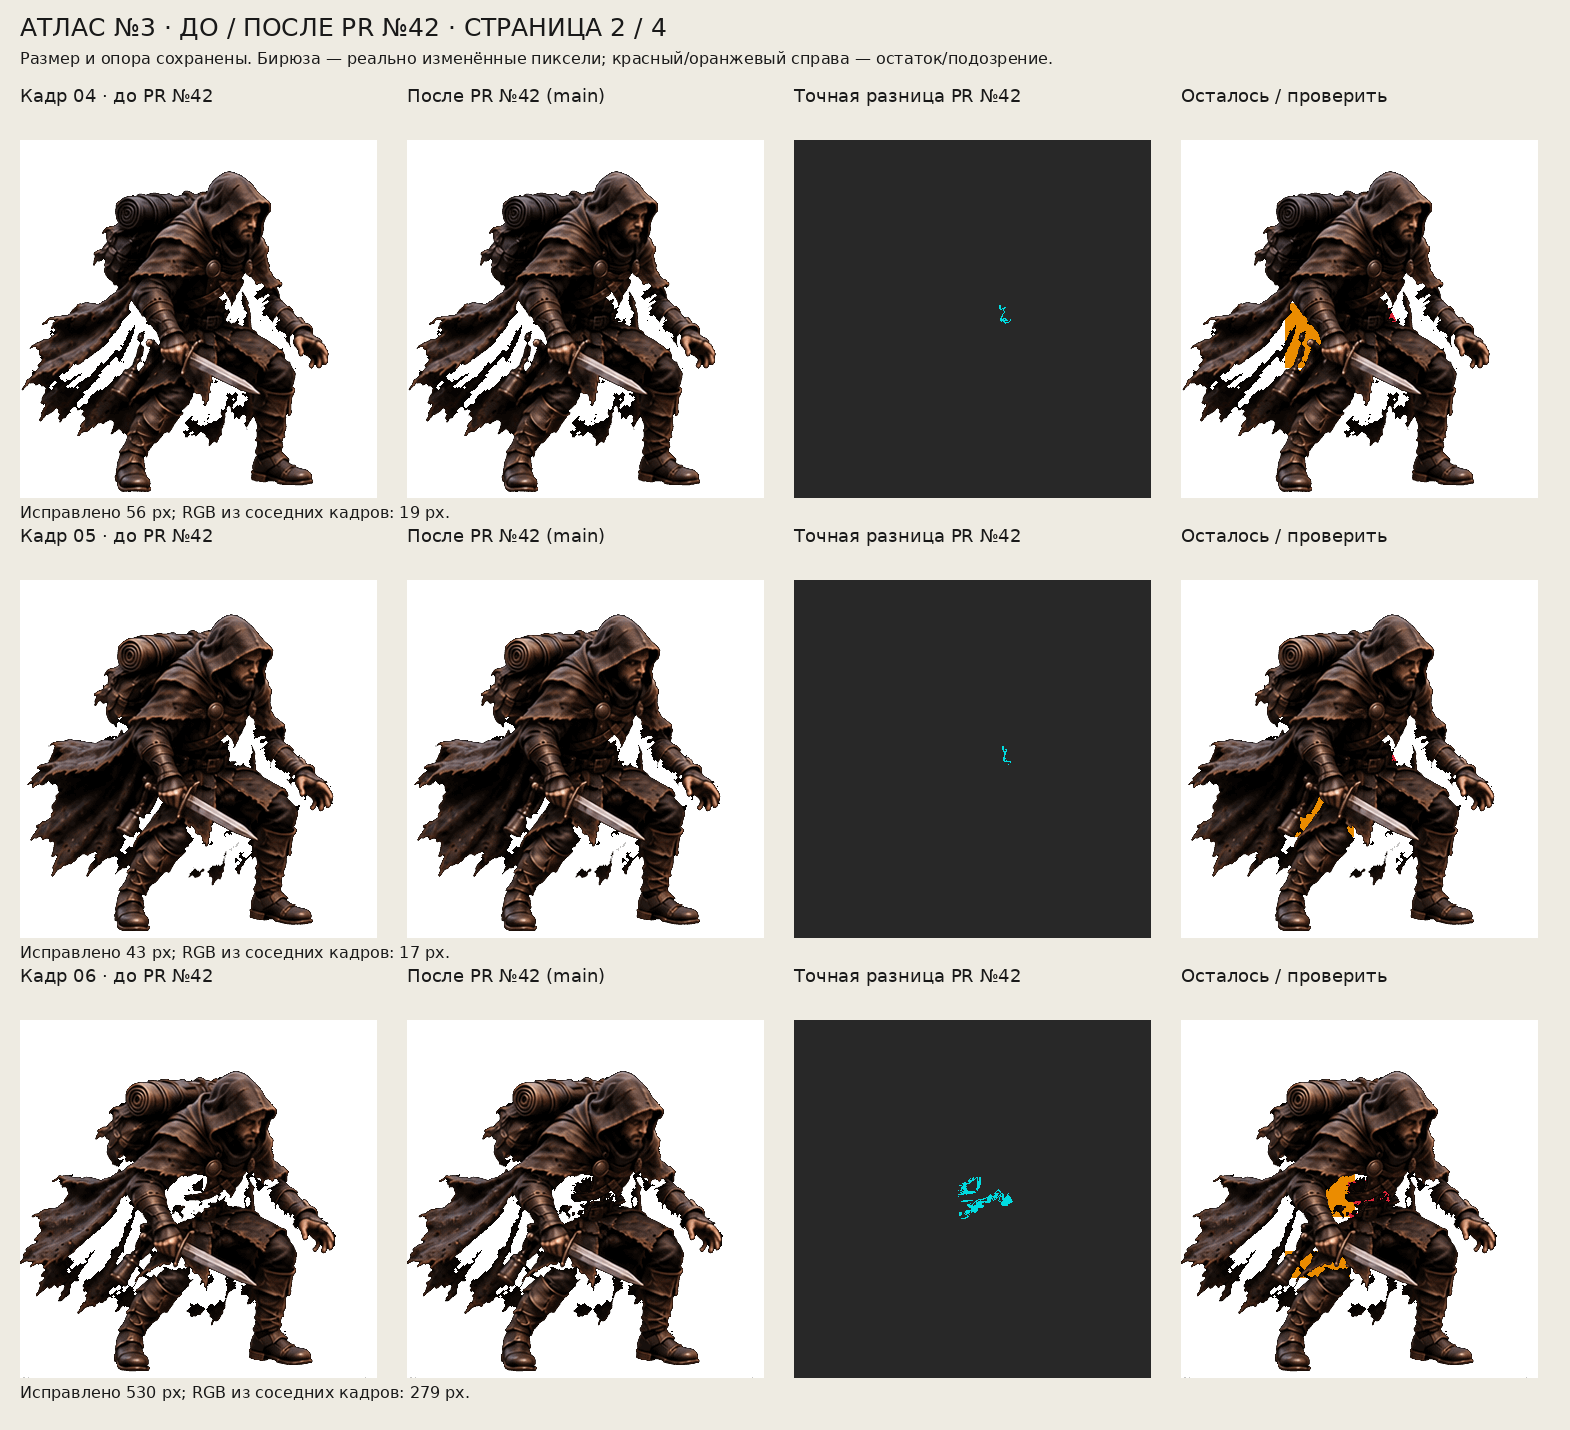 АТЛАС №3 · ДО / ПОСЛЕ PR №42 · СТРАНИЦА 2 / 4
Размер и опора сохранены. Бирюза — реально изменённые пиксели; красный/оранжевый справа — остаток/подозрение.
Кадр 04 · до PR №42
После PR №42 (main)
Точная разница PR №42
Осталось / проверить
Исправлено 56 px; RGB из соседних кадров: 19 px.
Кадр 05 · до PR №42
После PR №42 (main)
Точная разница PR №42
Осталось / проверить
Исправлено 43 px; RGB из соседних кадров: 17 px.
Кадр 06 · до PR №42
После PR №42 (main)
Точная разница PR №42
Осталось / проверить
Исправлено 530 px; RGB из соседних кадров: 279 px.